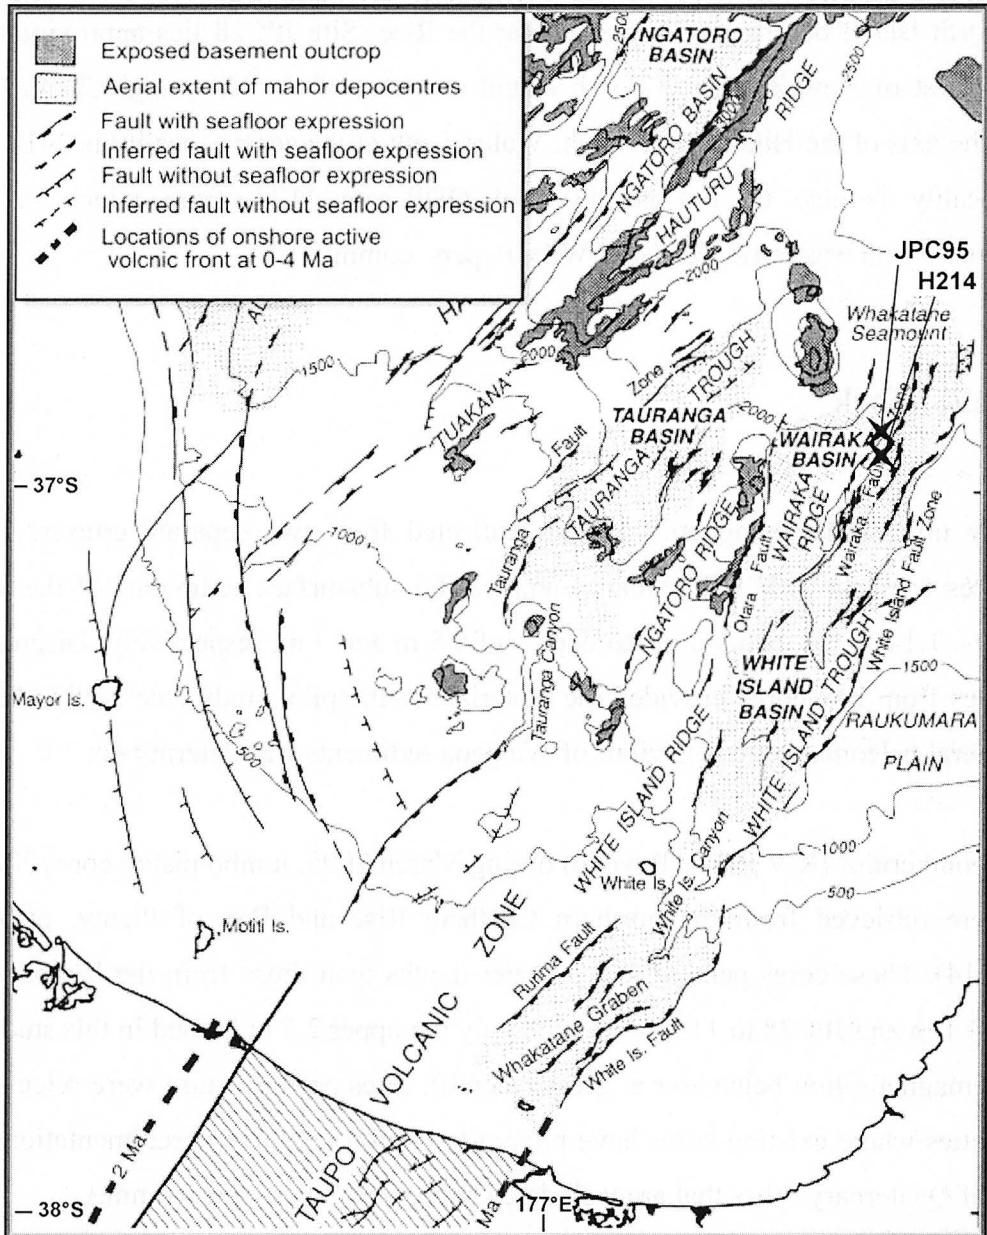 Exposed basement outcrop
Aerial extent of mahor depocentres
Fault with seafloor expression
Inferred fault with seafloor expression
Fault without seafloor expression
Inferred fault without seafloor expression
Locations of onshore active
volcnic front at 0-4 Ma
2500
NGATORO
BASIN
2500
NGATORO BASIN
RIDGE
HAUTURU
2000
JPC95
H214
Whakatane
Seamount
1500
2000
Zone
TROUGH
2000
TUAKANA
Fault
TAURANGA
BASIN
TAURANGA
WAIRAKA
BASIN
37°S
1000
Tauranga
NGATORO RIDGE
Otara Fault
WAIRAKA
RIDGE
Wairaka Fault
White Island Fault Zone
Tauranga Canyon
WHITE
ISLAND
BASIN
WHITE ISLAND TROUGH
1500
Mayor Is.
500
RAUKUMARA
PLAIN
WHITE ISLAND RIDGE
White Is. Canyon
1000
White Is.
500
Motiti Is.
ZONE
Rurima Fault
VOLCANIC
Whakatane Graben
White Is. Fault
TAUPO
2 Ma
Ma
177°E
38°S